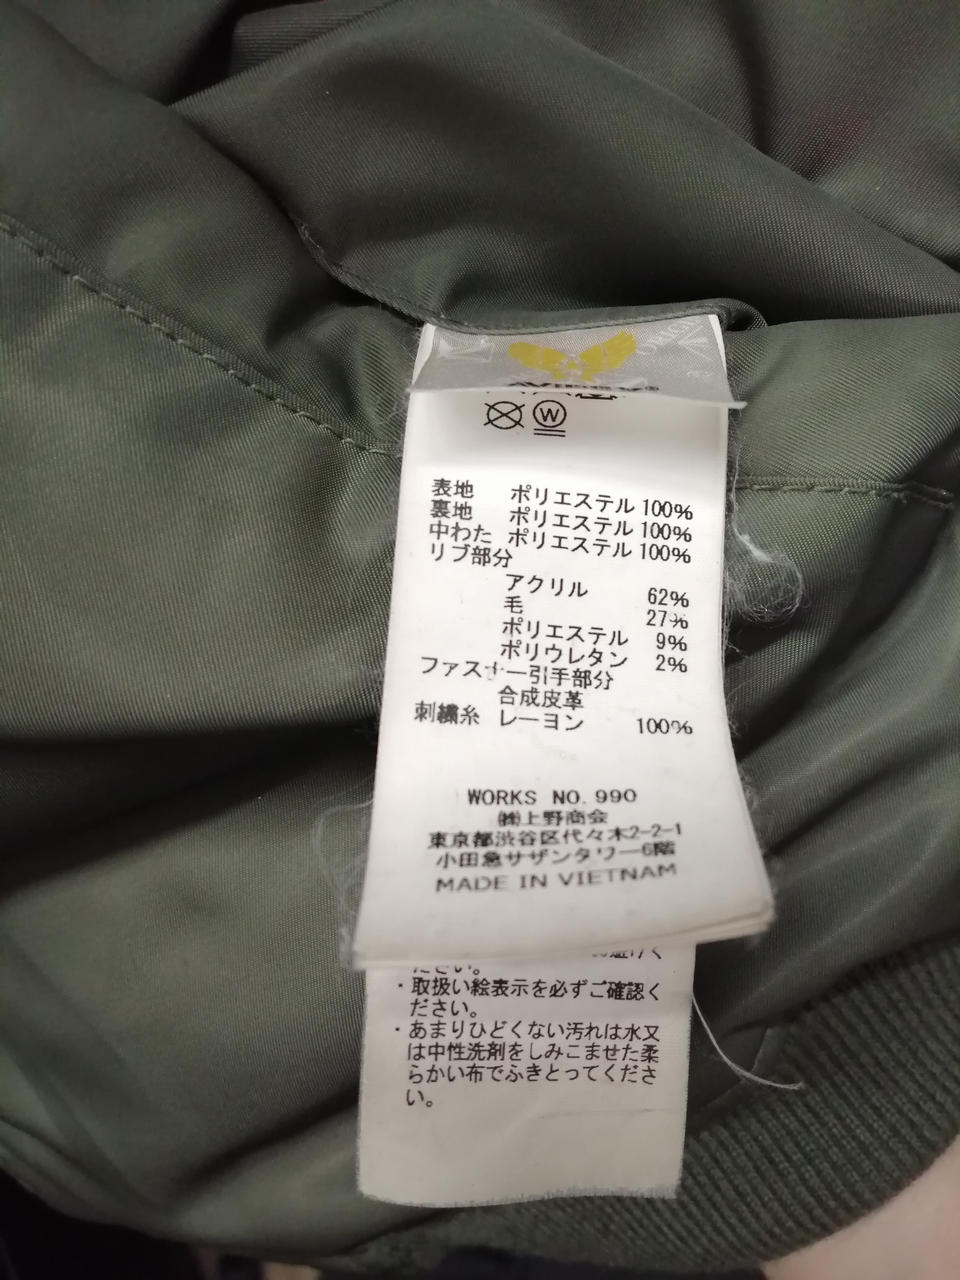 AVIREX®
W
表地 ポリエステル 100%
裏地 ポリエステル 100%
中わた ポリエステル 100%
リブ部分
アクリル 62%
毛 27%
ポリエステル 9%
ポリウレタン 2%
ファスナー引手部分
合成皮革
刺繍糸 レーヨン 100%
WORKS NO. 990
㈱上野商会
東京都渋谷区代々木2-2-1
小田急サザンタワー6階
MADE IN VIETNAM
ださい。
・取扱い絵表示を必ずご確認く
ださい。
・あまりひどくない汚れは水又
は中性洗剤をしみこませた柔
らかい布でふきとってくださ
い。